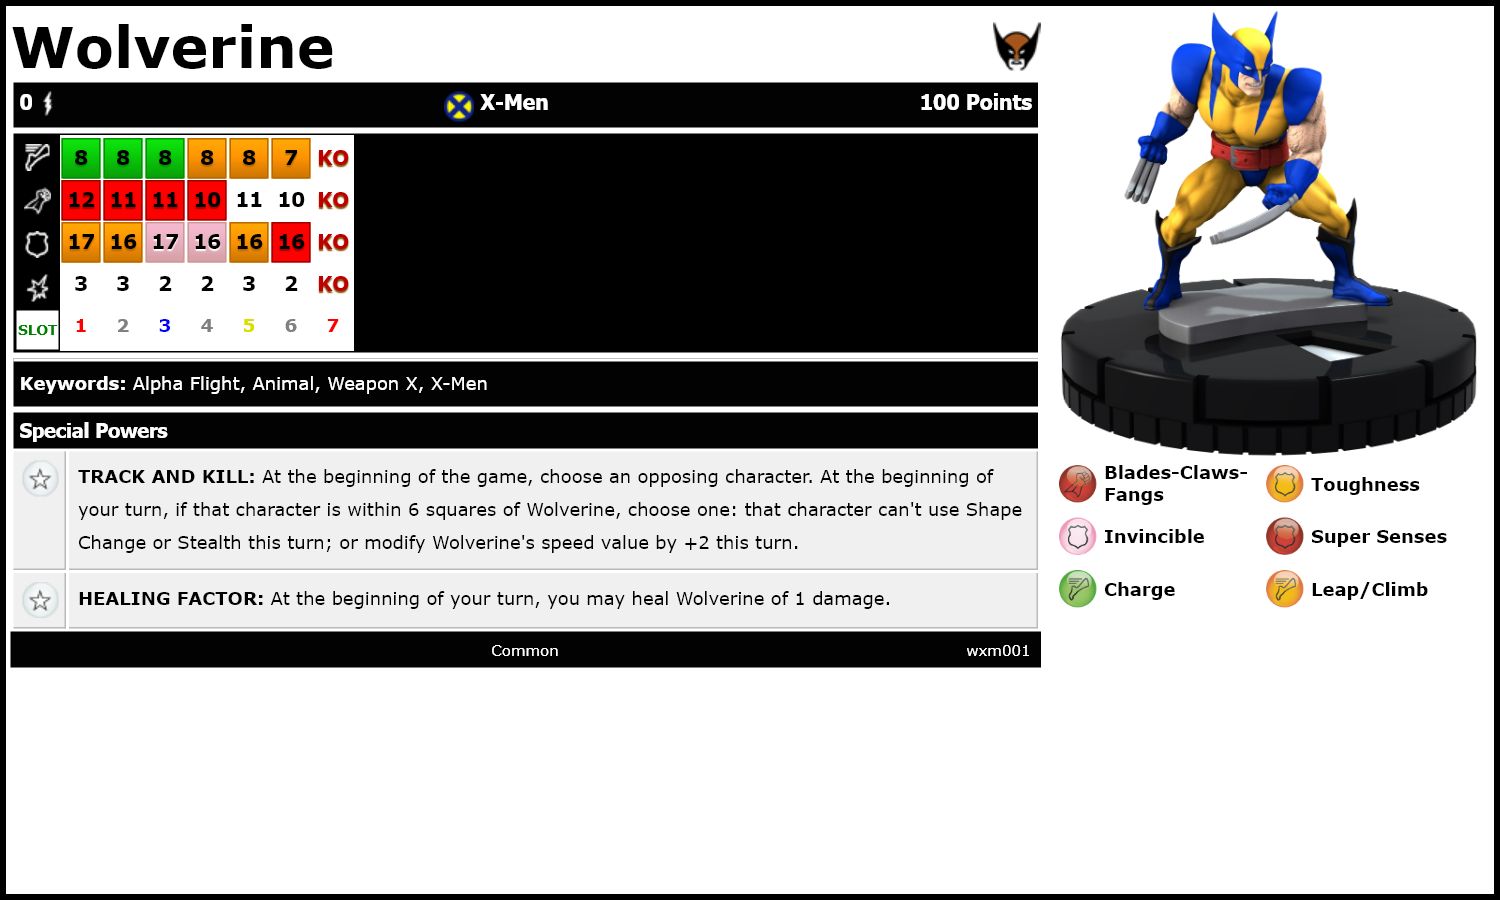 Wolverine
0
X-Men
100 Points
8 8 8 8 8 7 KO
12 11 11 10 11 10 KO
17 16 17 16 16 16 KO
3 3 2 2 3 2 KO
SLOT 1 2 3 4 5 6 7
Keywords: Alpha Flight, Animal, Weapon X, X-Men
Special Powers
TRACK AND KILL: At the beginning of the game, choose an opposing character. At the beginning of
your turn, if that character is within 6 squares of Wolverine, choose one: that character can't use Shape
Change or Stealth this turn; or modify Wolverine's speed value by +2 this turn.
HEALING FACTOR: At the beginning of your turn, you may heal Wolverine of 1 damage.
Common
wxm001
Blades-Claws-
Fangs
Toughness
Invincible
Super Senses
Charge
Leap/Climb